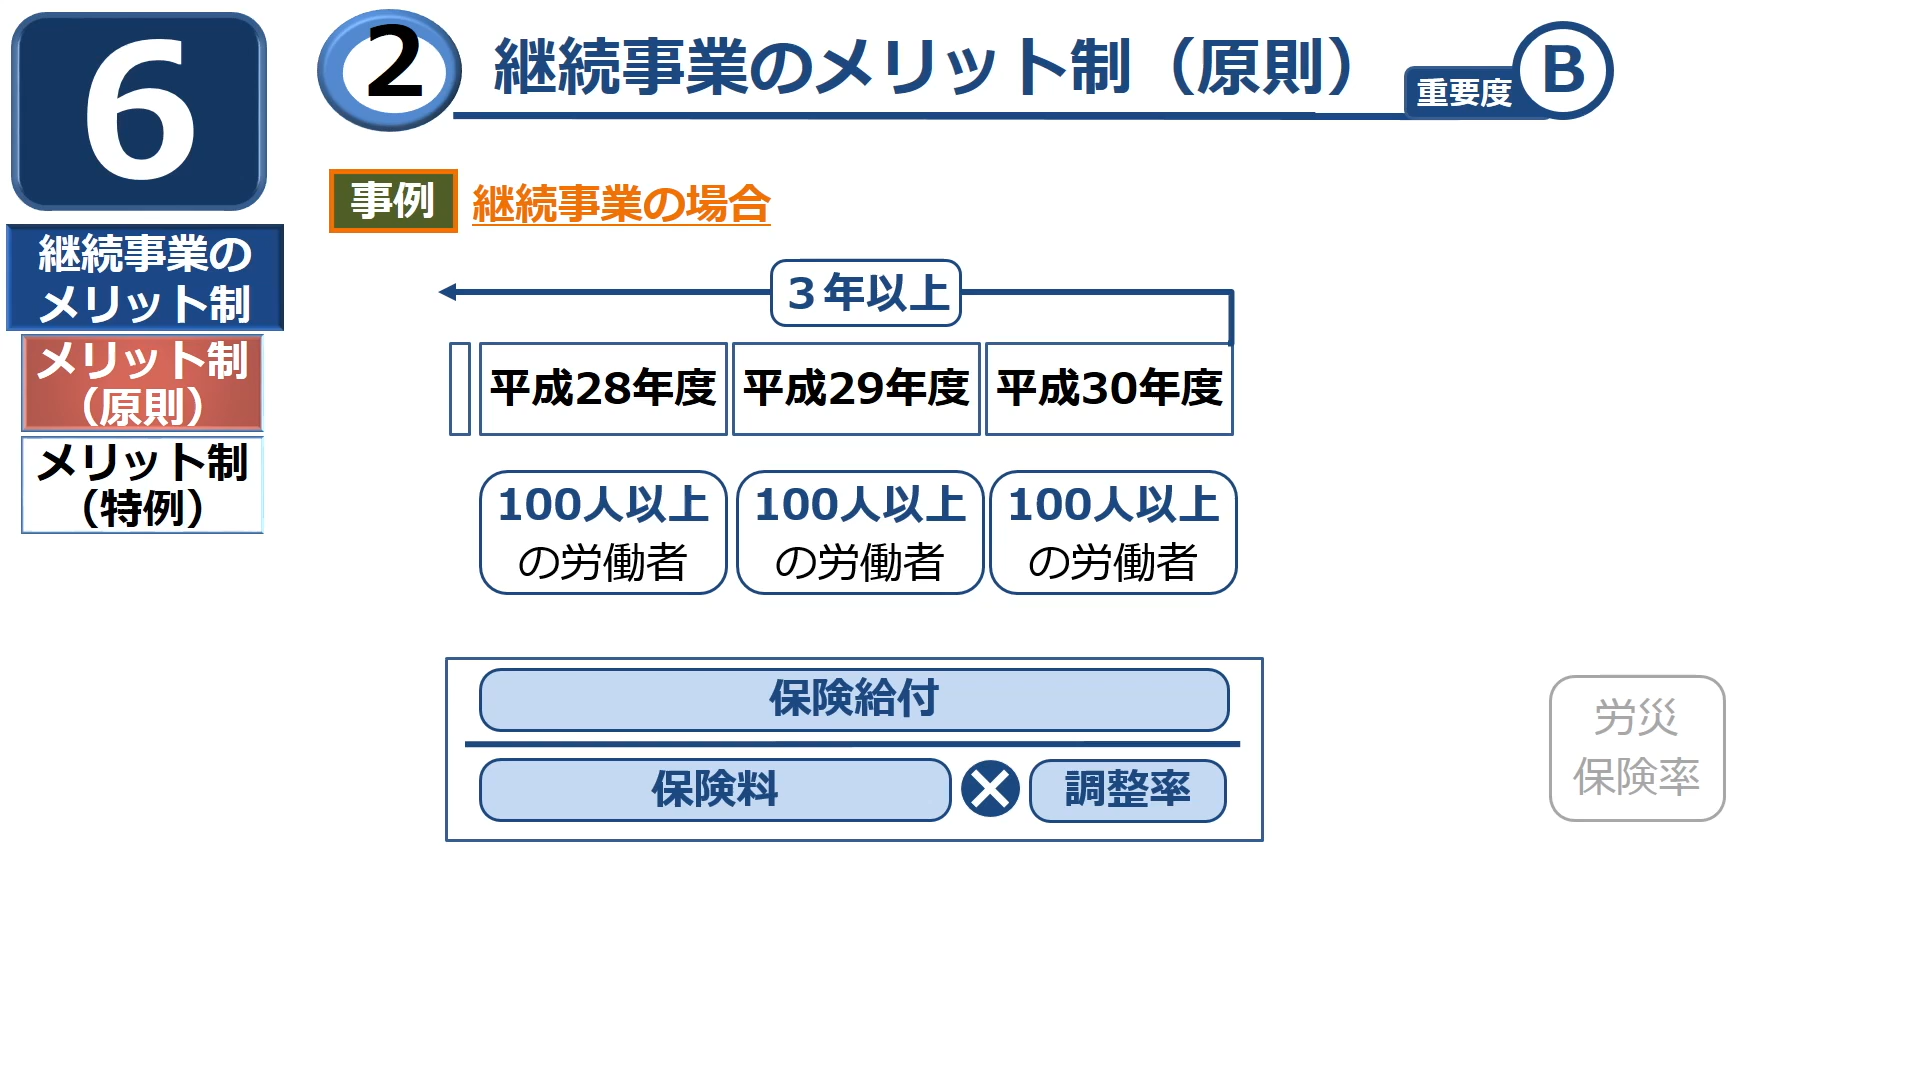 6
継続事業の
メリット制
メリット制
（原則）
メリット制
（特例）
2
継続事業のメリット制（原則）
重要度
B
事例
継続事業の場合
３年以上
平成28年度
平成29年度
平成30年度
100人以上
の労働者
100人以上
の労働者
100人以上
の労働者
保険給付
保険料
×
調整率
労災
保険率